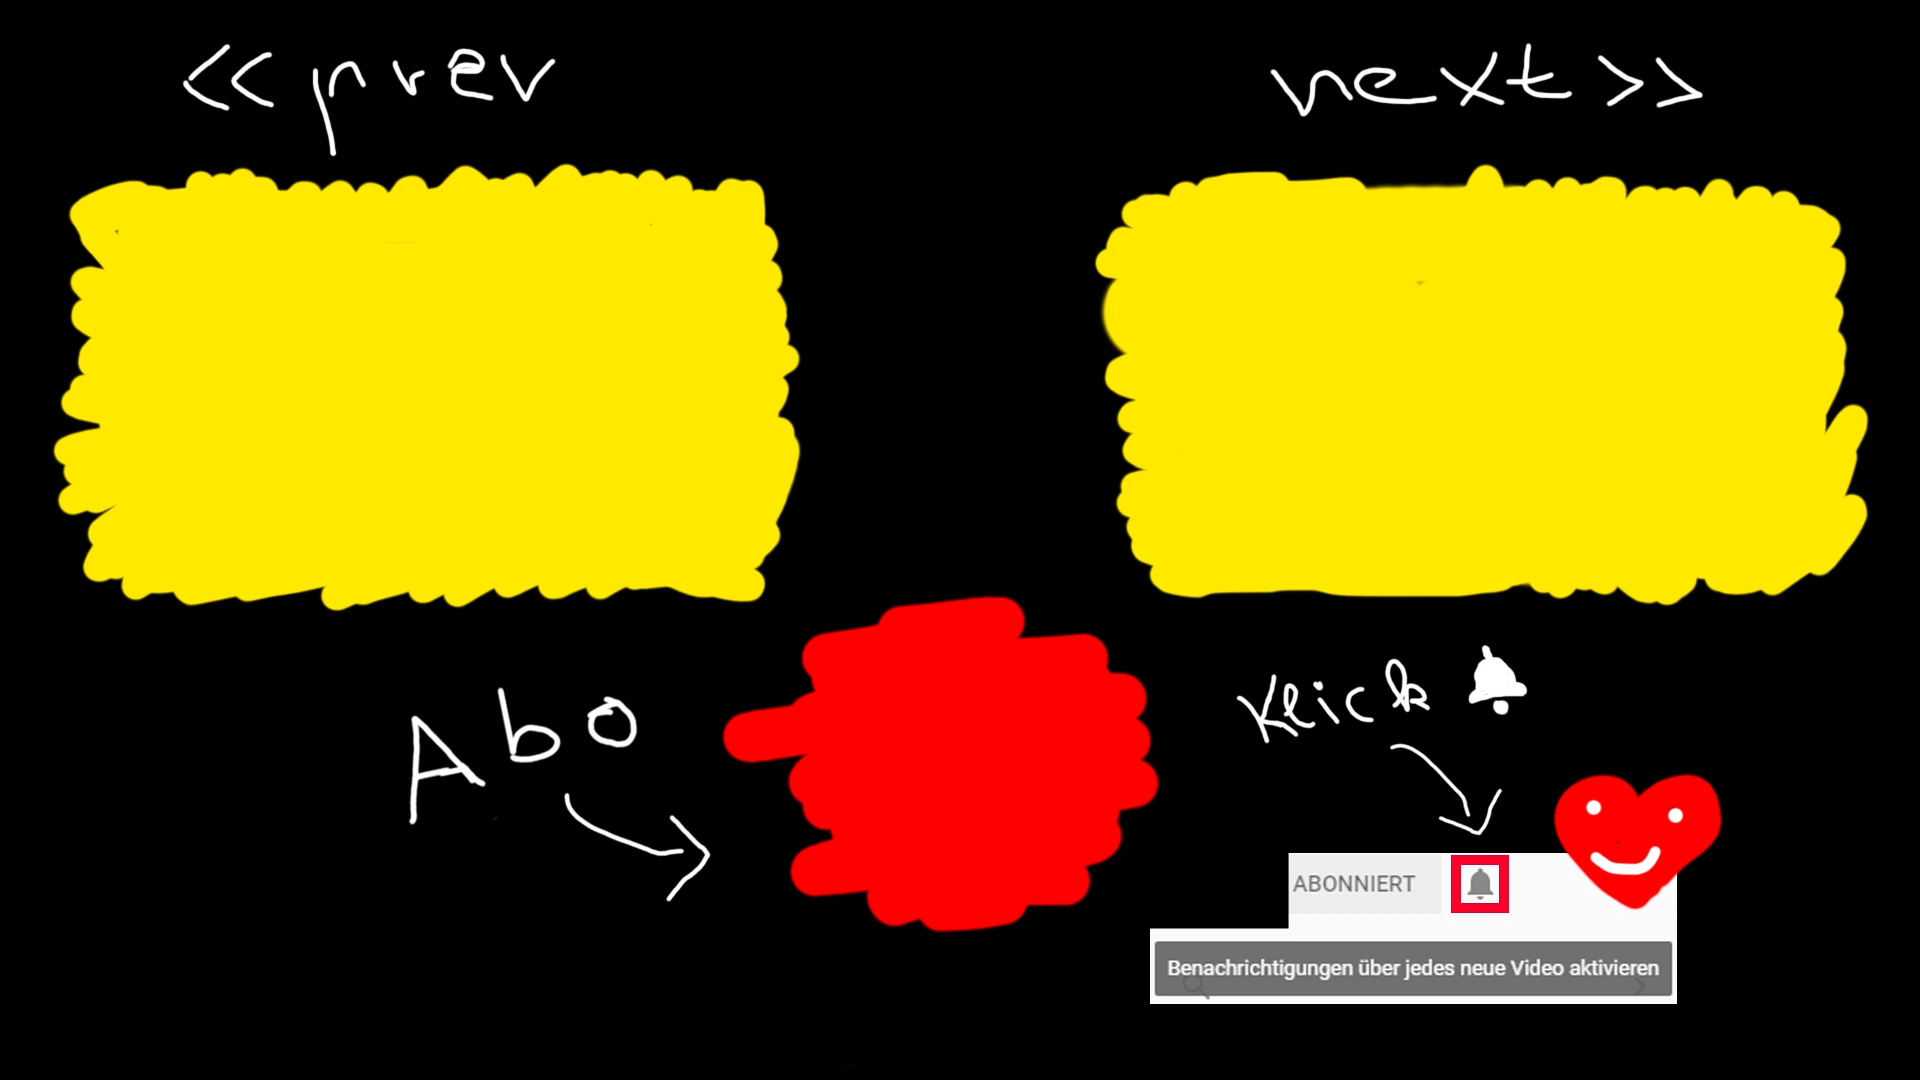 <<prev
next>>
Abo
Klick
ABONNIERT
Benachrichtigungen über jedes neue Video aktivieren